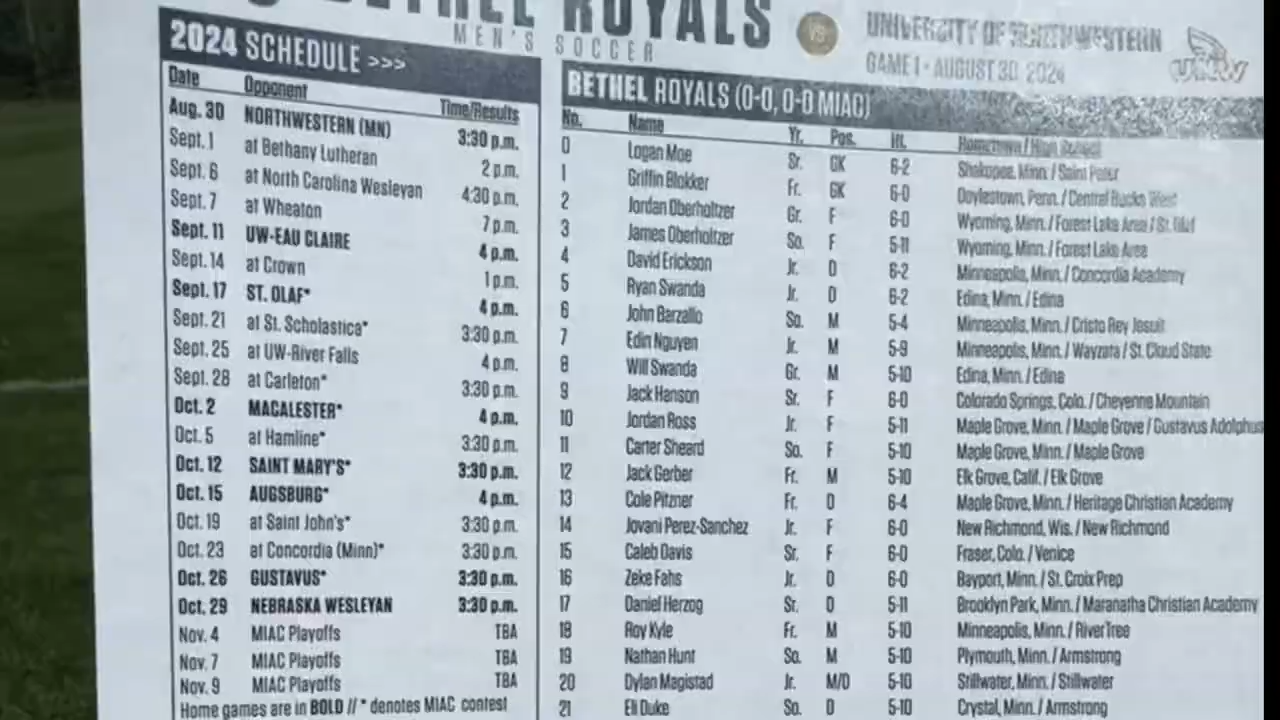 BETHEL ROYALS
MEN'S SOCCER
VS
UNIVERSITY OF NORTHWESTERN
GAME 1 • AUGUST 30, 2024
UNW
2024 SCHEDULE >>>
Date Opponent Time/Results
Aug. 30 NORTHWESTERN (MN) 3:30 p.m.
Sept. 1 at Bethany Lutheran 2 p.m.
Sept. 6 at North Carolina Wesleyan 4:30 p.m.
Sept. 7 at Wheaton 7 p.m.
Sept. 11 UW-EAU CLAIRE 4 p.m.
Sept. 14 at Crown 1 p.m.
Sept. 17 ST. OLAF* 4 p.m.
Sept. 21 at St. Scholastica* 3:30 p.m.
Sept. 25 at UW-River Falls 4 p.m.
Sept. 28 at Carleton* 3:30 p.m.
Oct. 2 MACALESTER* 4 p.m.
Oct. 5 at Hamline* 3:30 p.m.
Oct. 12 SAINT MARY'S* 3:30 p.m.
Oct. 15 AUGSBURG* 4 p.m.
Oct. 19 at Saint John's* 3:30 p.m.
Oct. 23 at Concordia (Minn)* 3:30 p.m.
Oct. 26 GUSTAVUS* 3:30 p.m.
Oct. 29 NEBRASKA WESLEYAN 3:30 p.m.
Nov. 4 MIAC Playoffs TBA
Nov. 7 MIAC Playoffs TBA
Nov. 9 MIAC Playoffs TBA
Home games are in BOLD // * denotes MIAC contest
BETHEL ROYALS (0-0, 0-0 MIAC)
No. Name Yr. Pos. Ht. Hometown / High School
0 Logan Moe Sr. GK 6-2 Shakopee, Minn. / Saint Peter
1 Griffin Blokker Fr. GK 6-0 Doylestown, Penn. / Central Bucks West
2 Jordan Oberholtzer Gr. F 6-0 Wyoming, Minn. / Forest Lake Area / St. Olaf
3 James Oberholtzer So. F 5-11 Wyoming, Minn. / Forest Lake Area
4 David Erickson Jr. D 6-2 Minneapolis, Minn. / Concordia Academy
5 Ryan Swanda Jr. D 6-2 Edina, Minn. / Edina
6 John Barzallo So. M 5-4 Minneapolis, Minn. / Cristo Rey Jesuit
7 Edin Nguyen Jr. M 5-9 Minneapolis, Minn. / Wayzata / St. Cloud State
8 Will Swanda Gr. M 5-10 Edina, Minn. / Edina
9 Jack Hanson Sr. F 6-0 Colorado Springs, Colo. / Cheyenne Mountain
10 Jordan Ross Jr. F 5-11 Maple Grove, Minn. / Maple Grove / Gustavus Adolphus
11 Carter Sheard So. F 5-10 Maple Grove, Minn. / Maple Grove
12 Jack Gerber Fr. M 5-10 Elk Grove, Calif. / Elk Grove
13 Cole Pitzner Fr. D 6-4 Maple Grove, Minn. / Heritage Christian Academy
14 Jovani Perez-Sanchez Jr. F 6-0 New Richmond, Wis. / New Richmond
15 Caleb Davis Sr. F 6-0 Fraser, Colo. / Venice
16 Zeke Fahs Jr. D 6-0 Bayport, Minn. / St. Croix Prep
17 Daniel Herzog Sr. D 5-11 Brooklyn Park, Minn. / Maranatha Christian Academy
18 Roy Kyle Fr. M 5-10 Minneapolis, Minn. / RiverTree
19 Nathan Hunt So. M 5-10 Plymouth, Minn. / Armstrong
20 Dylan Magistad Jr. M/D 5-10 Stillwater, Minn. / Stillwater
21 Eli Duke So. D 5-10 Crystal, Minn. / Armstrong